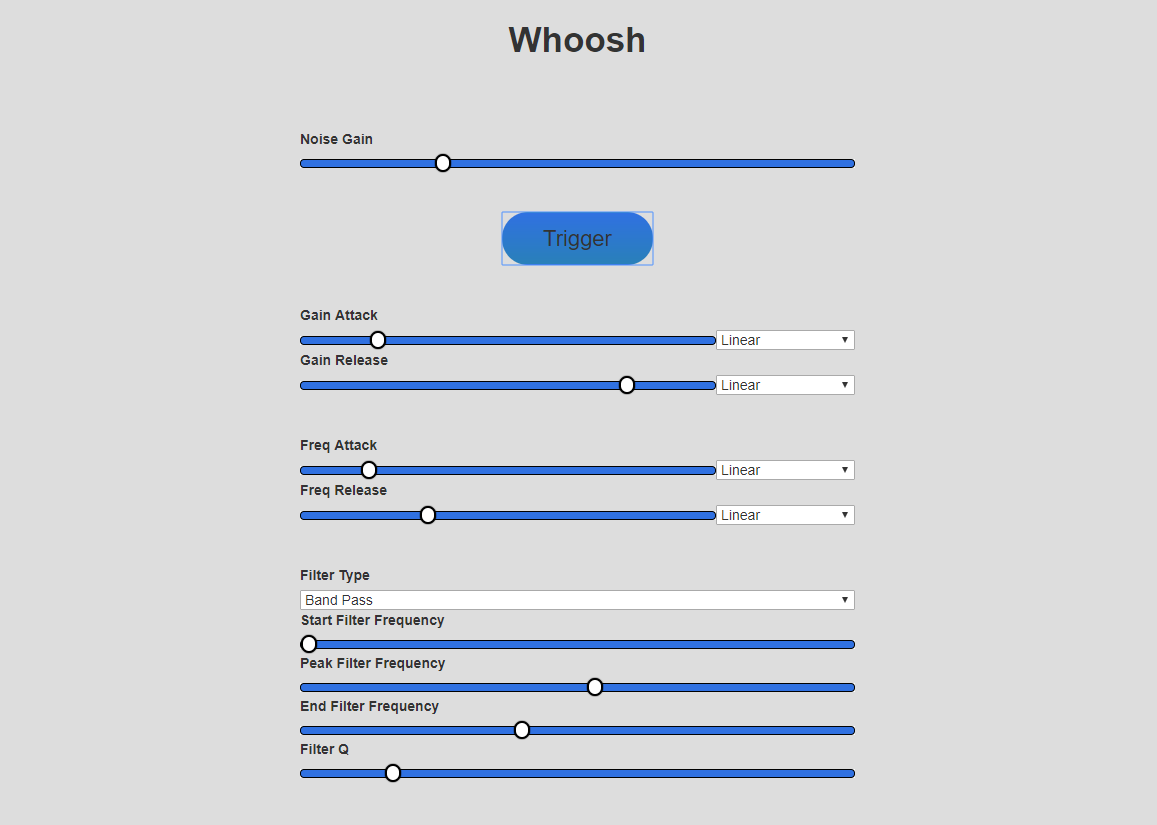 Whoosh
Noise Gain
Trigger
Gain Attack
Linear
Gain Release
Linear
Freq Attack
Linear
Freq Release
Linear
Filter Type
Band Pass
Start Filter Frequency
Peak Filter Frequency
End Filter Frequency
Filter Q